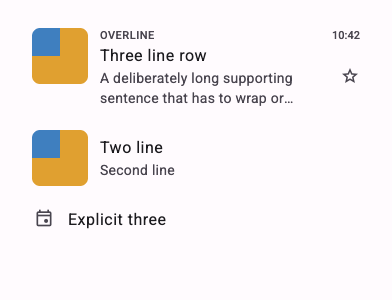 OVERLINE
10:42
Three line row
A deliberately long supporting
sentence that has to wrap or…
Two line
Second line
Explicit three